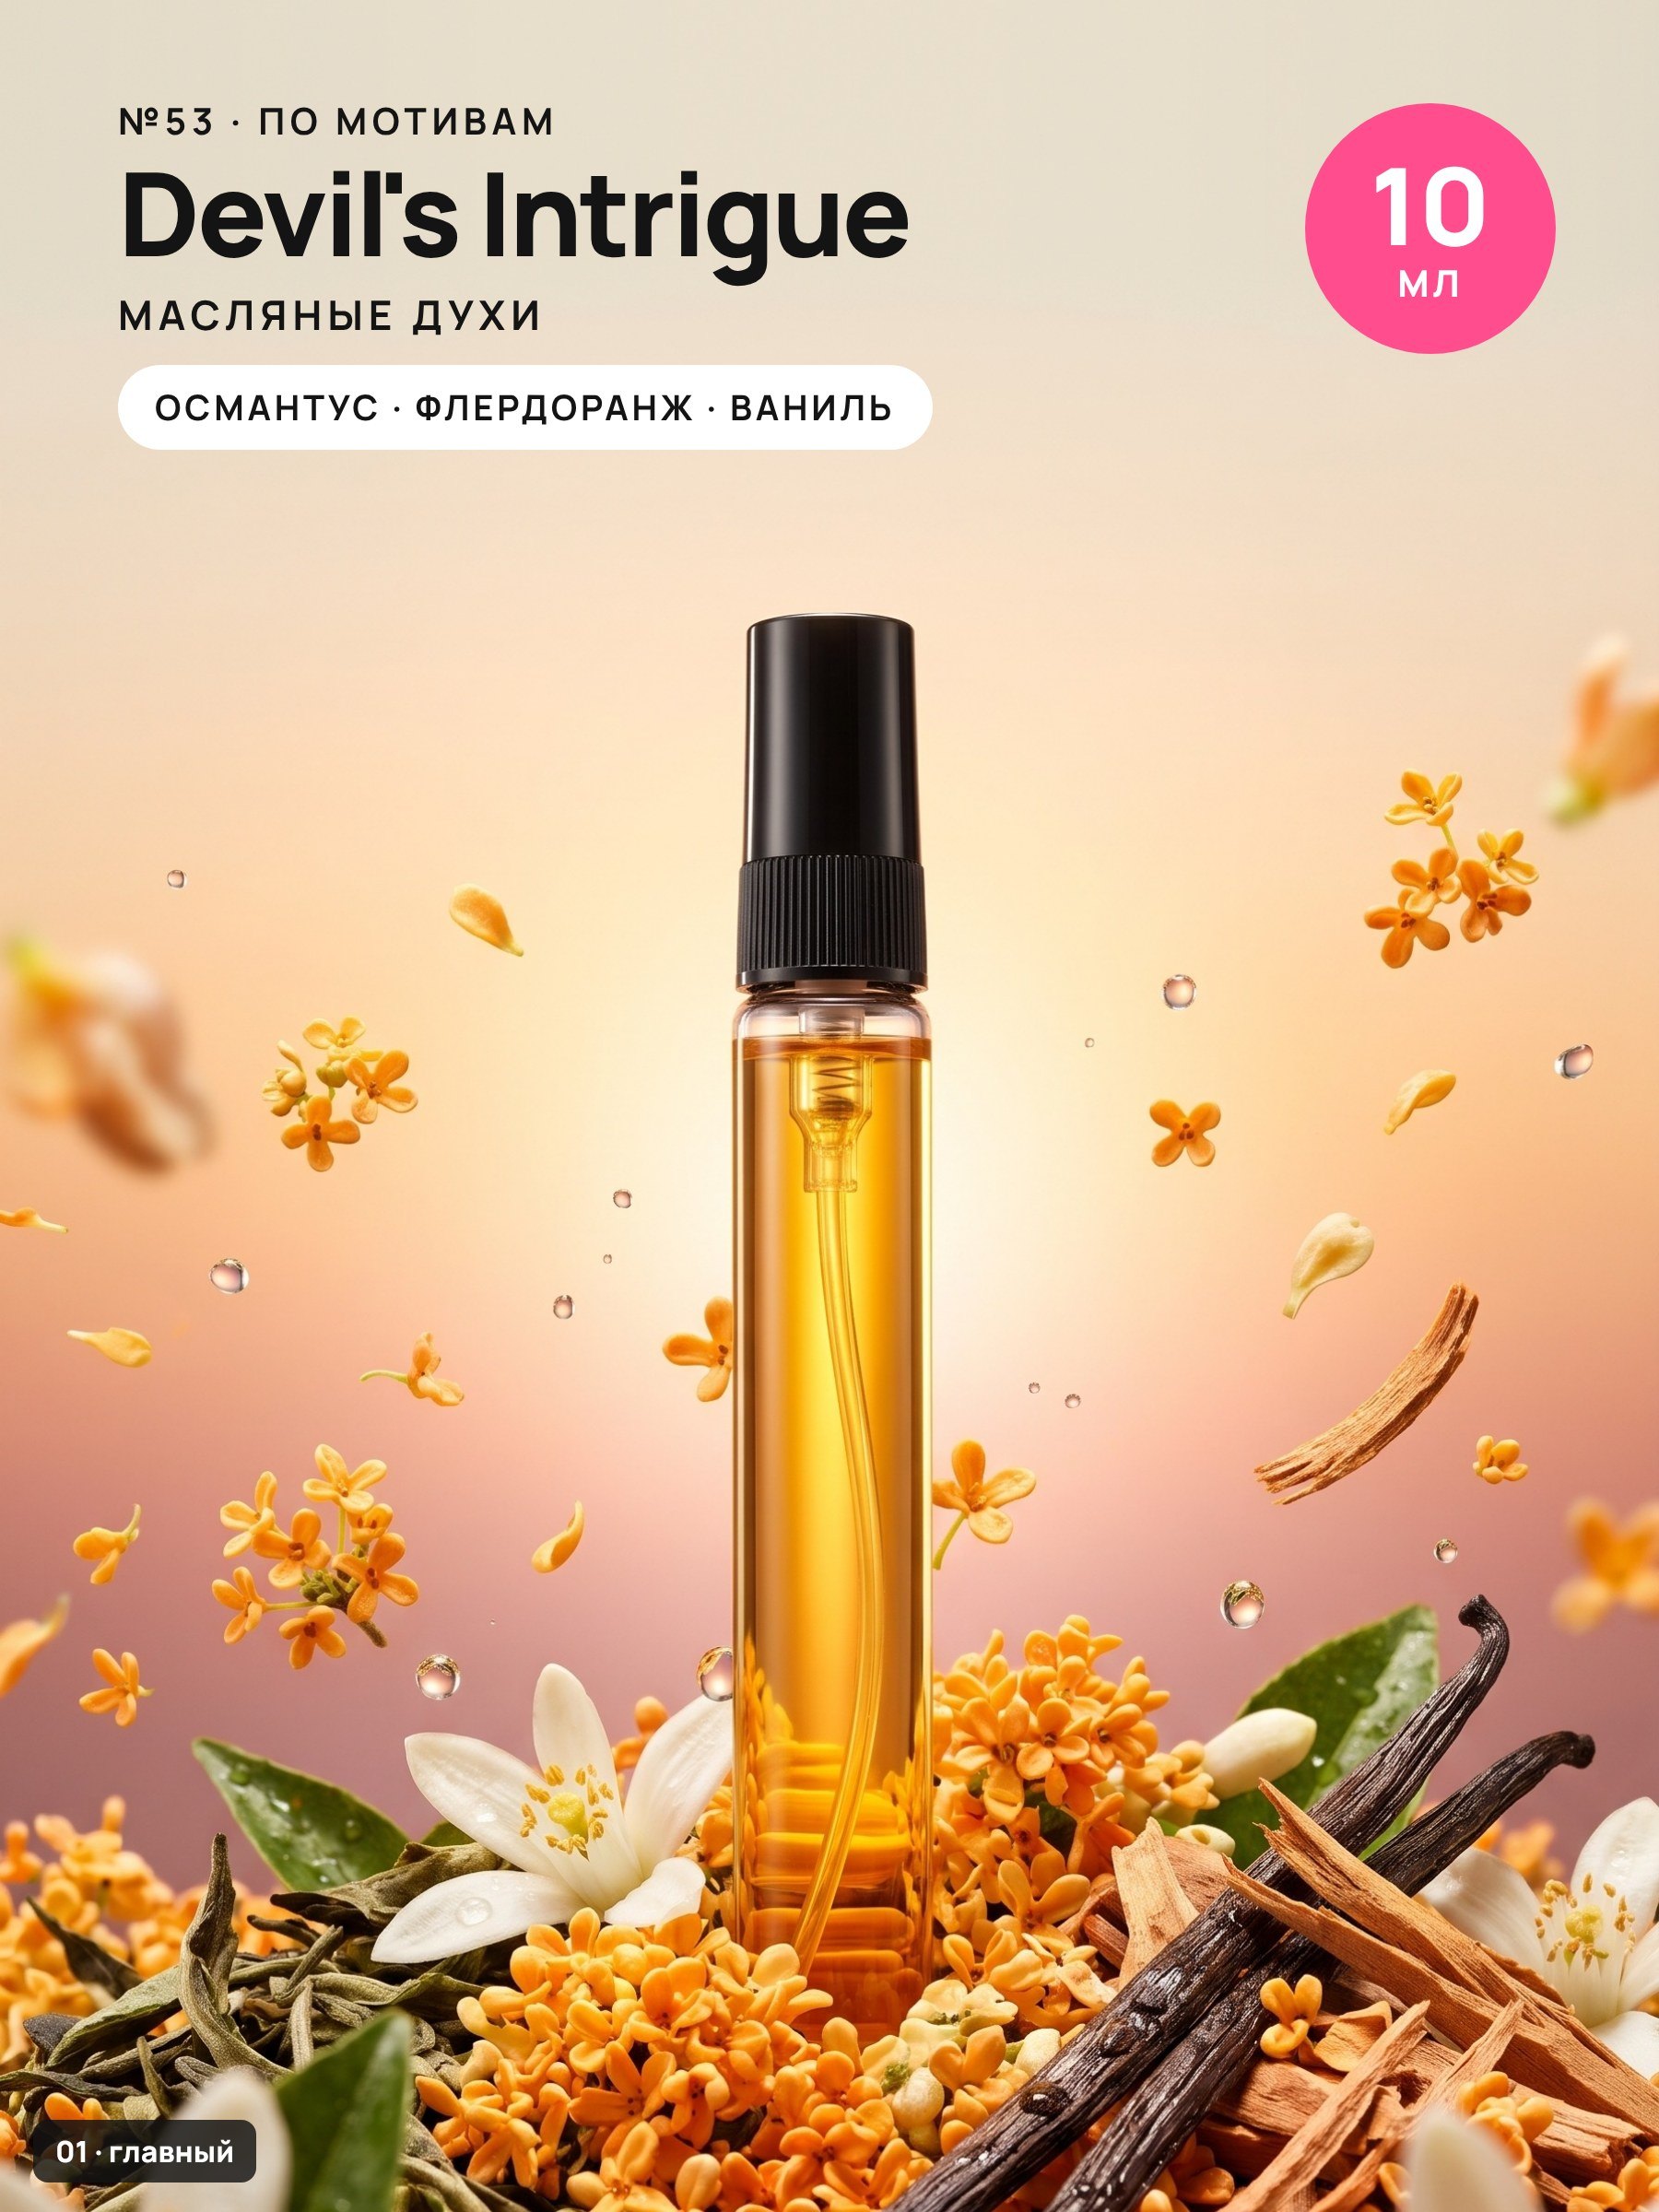 №53 · ПО МОТИВАМ
Devil's Intrigue
МАСЛЯНЫЕ ДУХИ
ОСМАНТУС · ФЛЕРДОРАНЖ · ВАНИЛЬ
10
МЛ
01 · главный